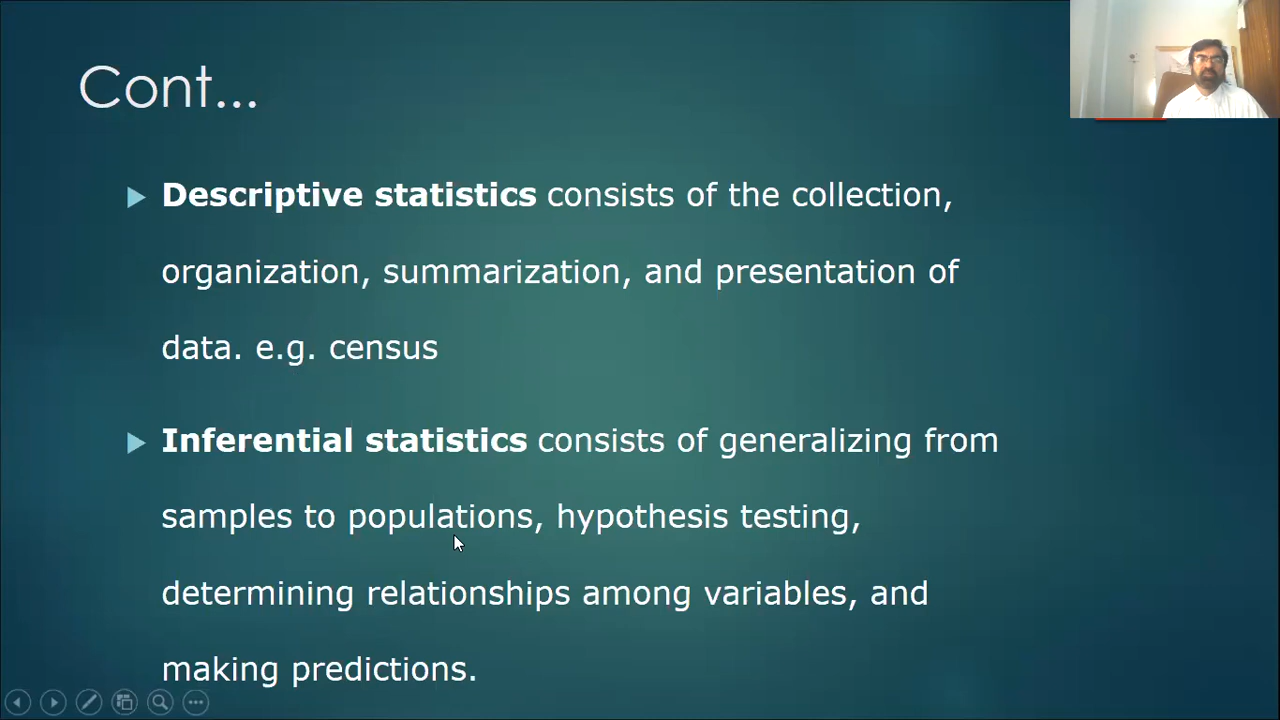 Cont...
Descriptive statistics consists of the collection,
organization, summarization, and presentation of
data. e.g. census
Inferential statistics consists of generalizing from
samples to populations, hypothesis testing,
determining relationships among variables, and
making predictions.